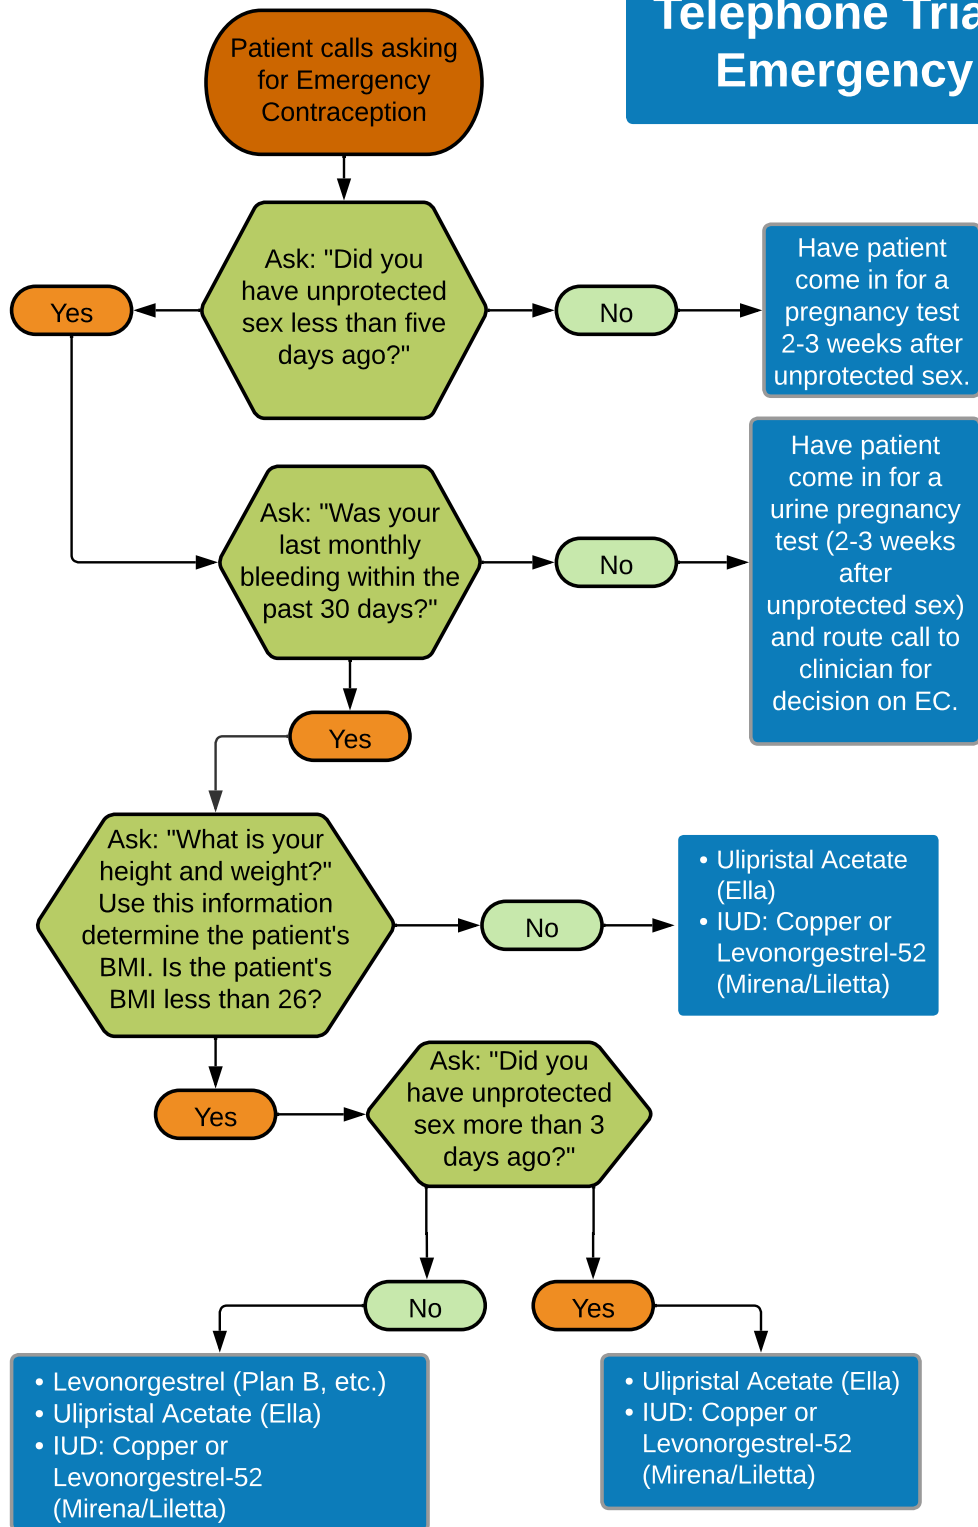 Telephone Tria
Emergency
Patient calls asking
for Emergency
Contraception
Ask: "Did you
have unprotected
sex less than five
days ago?"
Yes
No
Have patient
come in for a
pregnancy test
2-3 weeks after
unprotected sex.
Ask: "Was your
last monthly
bleeding within the
past 30 days?"
No
Have patient
come in for a
urine pregnancy
test (2-3 weeks
after
unprotected sex)
and route call to
clinician for
decision on EC.
Yes
Ask: "What is your
height and weight?"
Use this information
determine the patient's
BMI. Is the patient's
BMI less than 26?
No
• Ulipristal Acetate
(Ella)
• IUD: Copper or
Levonorgestrel-52
(Mirena/Liletta)
Yes
Ask: "Did you
have unprotected
sex more than 3
days ago?"
No
Yes
• Levonorgestrel (Plan B, etc.)
• Ulipristal Acetate (Ella)
• IUD: Copper or
Levonorgestrel-52
(Mirena/Liletta)
• Ulipristal Acetate (Ella)
• IUD: Copper or
Levonorgestrel-52
(Mirena/Liletta)